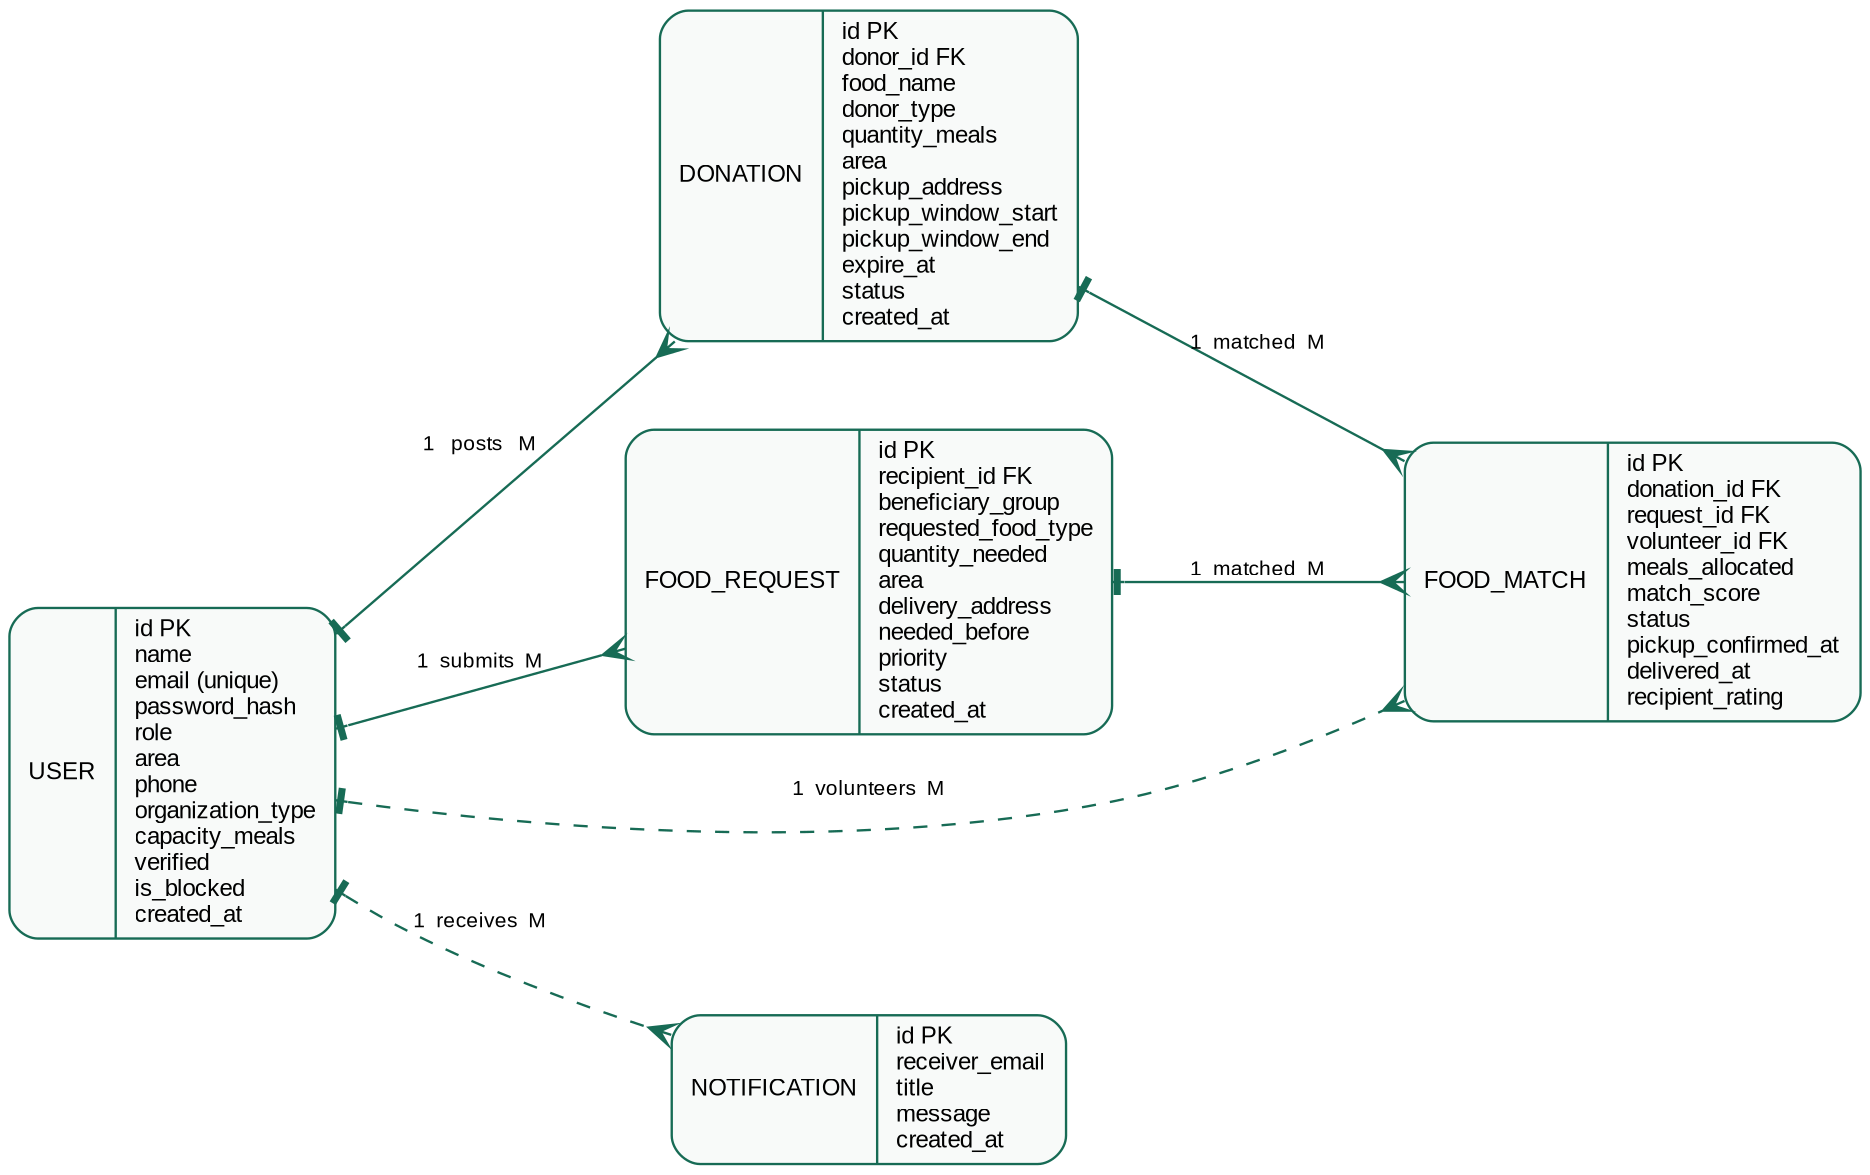 DONATION
id PK
donor_id FK
food_name
donor_type
quantity_meals
area
pickup_address
pickup_window_start
pickup_window_end
expire_at
status
created_at
1 matched M
1 posts M
FOOD_REQUEST
id PK
recipient_id FK
beneficiary_group
requested_food_type
quantity_needed
area
delivery_address
needed_before
priority
status
created_at
1 matched M
FOOD_MATCH
id PK
donation_id FK
request_id FK
volunteer_id FK
meals_allocated
match_score
status
pickup_confirmed_at
delivered_at
recipient_rating
USER
id PK
name
email (unique)
password_hash
role
area
phone
organization_type
capacity_meals
verified
is_blocked
created_at
1 submits M
1 volunteers M
1 receives M
NOTIFICATION
id PK
receiver_email
title
message
created_at